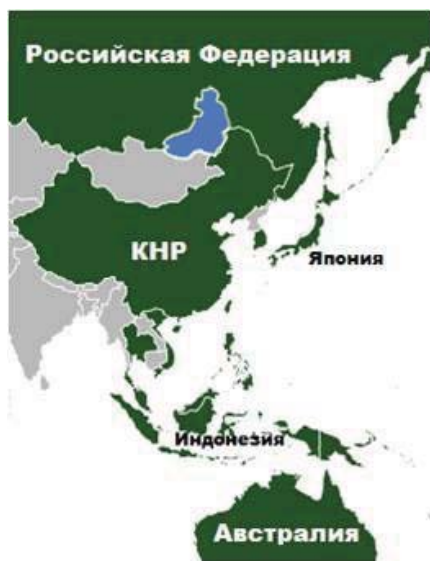 Российская Федерация
КНР
Япония
Индонезия
Австралия